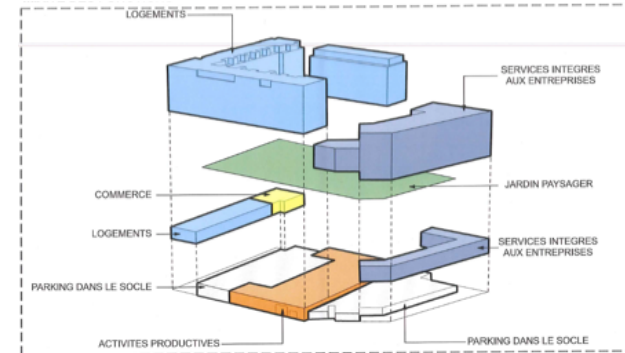 LOGEMENTS
SERVICES INTEGRES
AUX ENTREPRISES
COMMERCE
JARDIN PAYSAGER
LOGEMENTS
SERVICES INTEGRES
AUX ENTREPRISES
PARKING DANS LE SOCLE
ACTIVITES PRODUCTIVES
PARKING DANS LE SOCLE